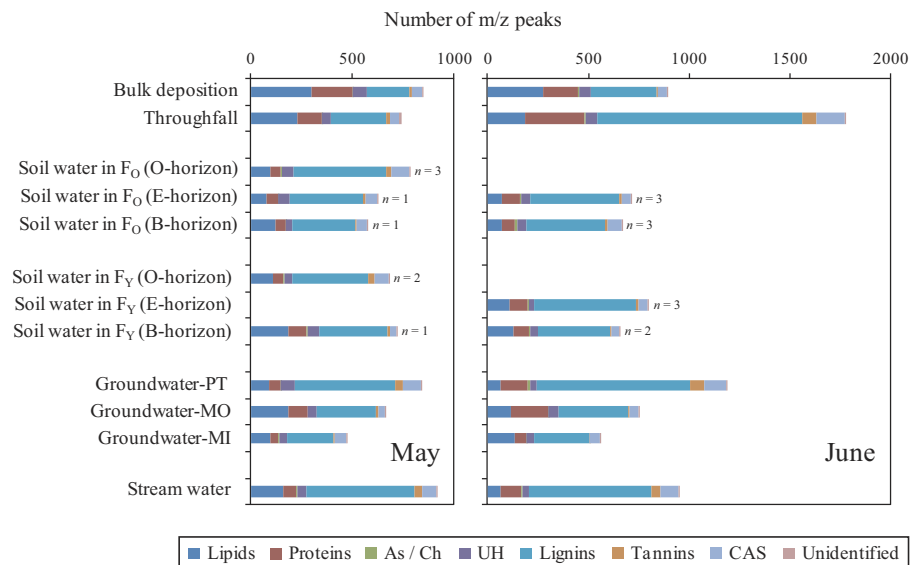 Number of m/z peaks
0 500 1000 0 500 1000 1500 2000
Bulk deposition
Throughfall
Soil water in FO (O-horizon) n = 3
Soil water in FO (E-horizon) n = 1 n = 3
Soil water in FO (B-horizon) n = 1 n = 3
Soil water in FY (O-horizon) n = 2
Soil water in FY (E-horizon) n = 3
Soil water in FY (B-horizon) n = 1 n = 2
Groundwater-PT
Groundwater-MO
Groundwater-MI
May June
Stream water
Lipids Proteins As / Ch UH Lignins Tannins CAS Unidentified